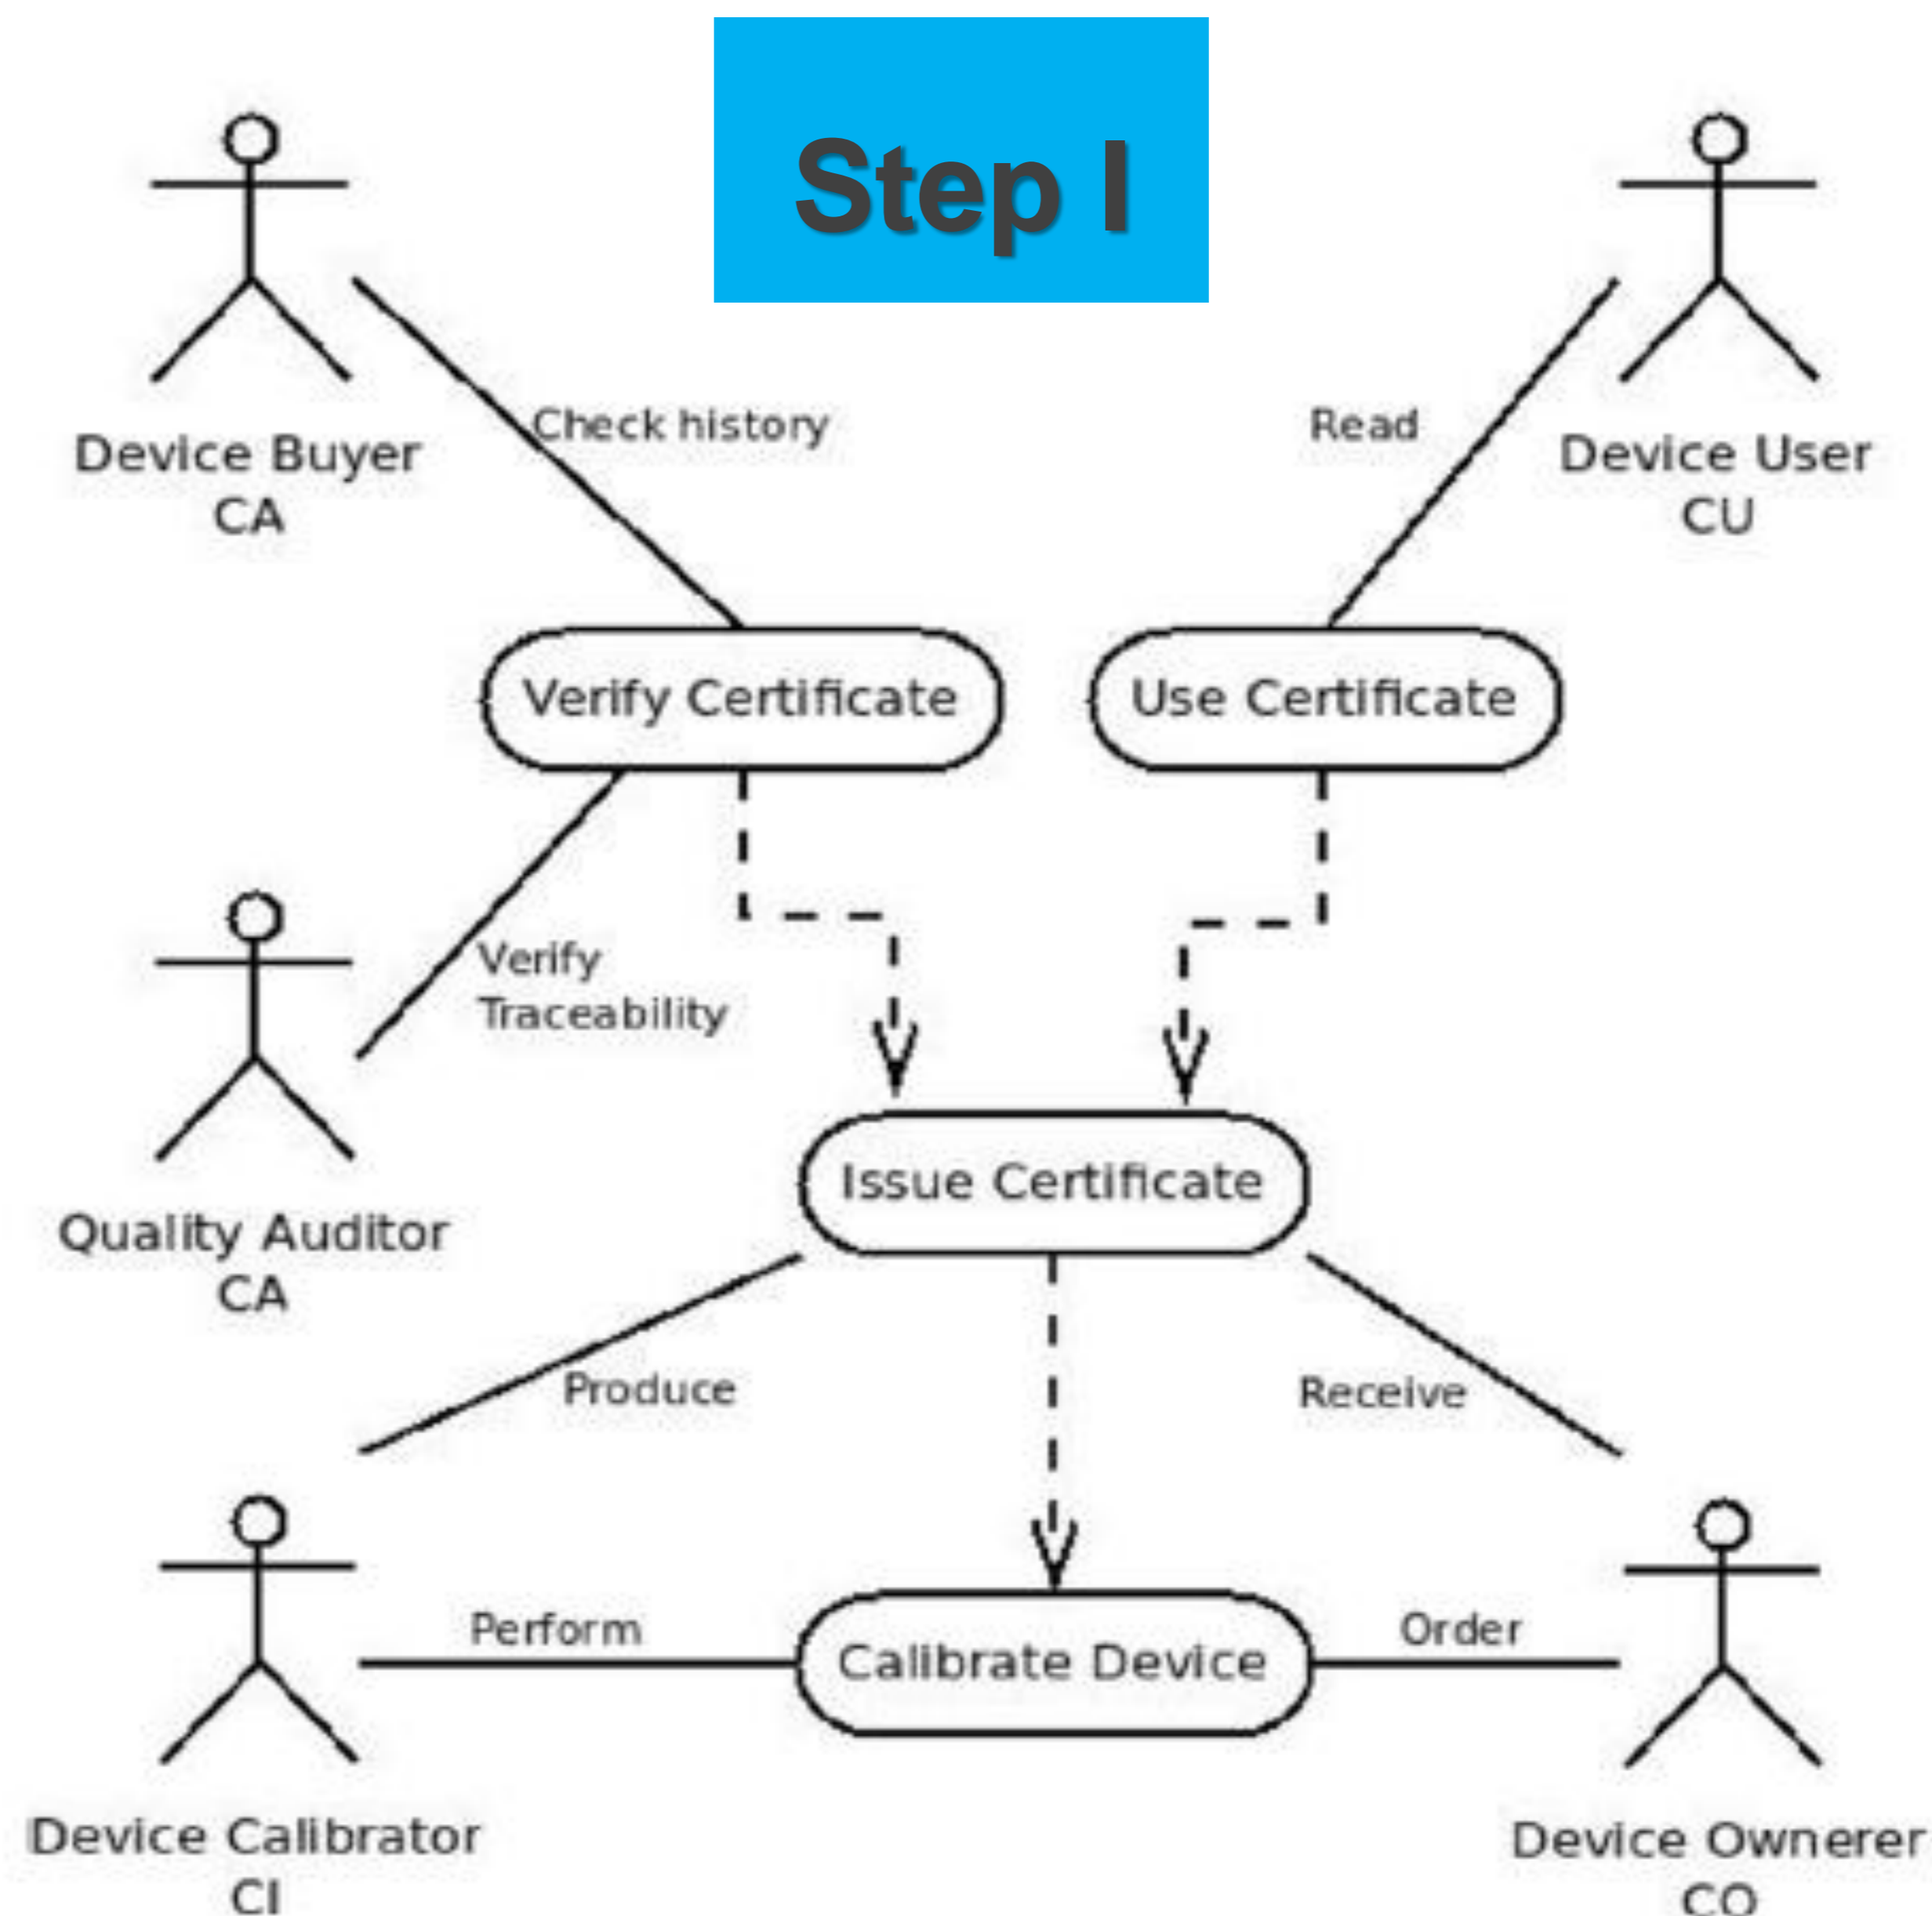 Step I
Device Buyer
CA
Check history
Read
Device User
CU
Verify Certificate
Use Certificate
Verify
Traceability
Quality Auditor
CA
Issue Certificate
Produce
Receive
Perform
Calibrate Device
Order
Device Calibrator
CI
Device Ownerer
CO